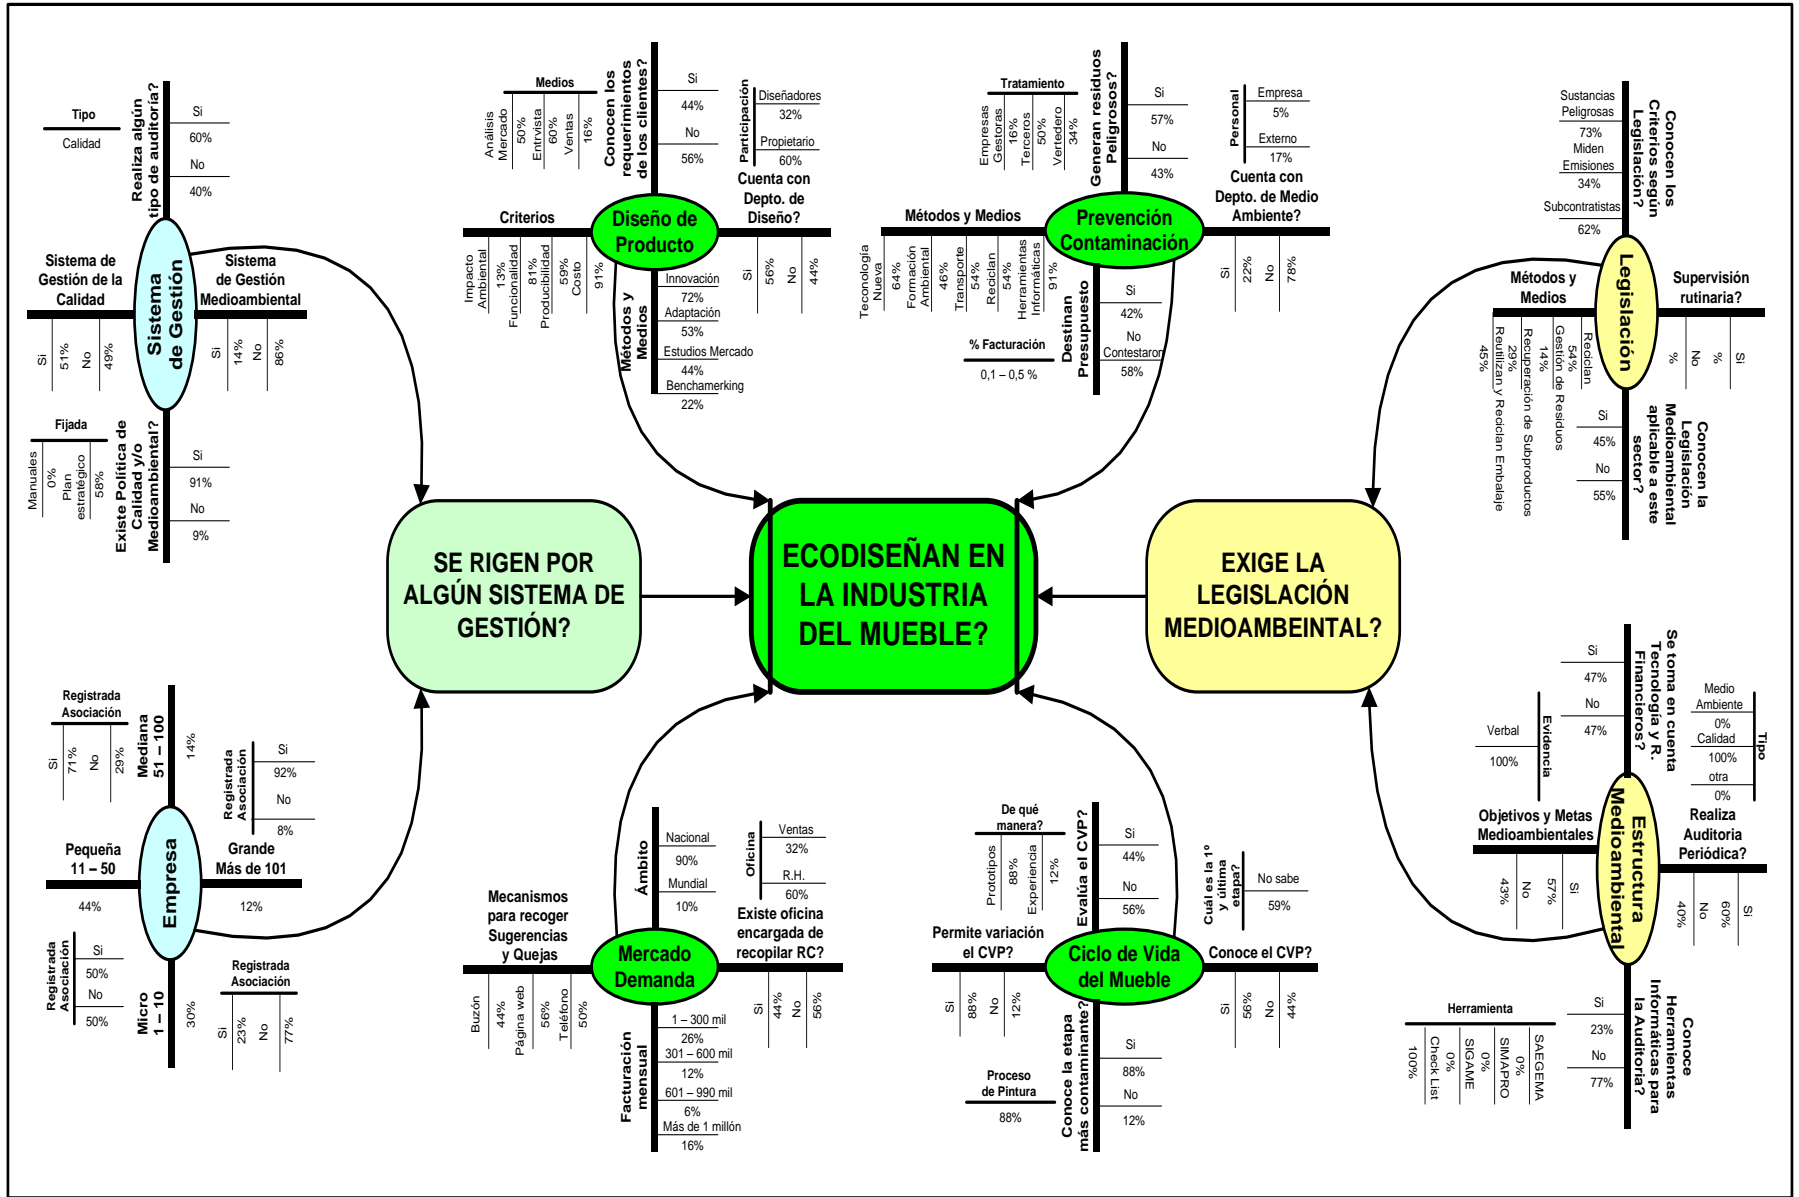 Realiza algún
tipo de auditoría?
Tipo
Calidad
Si
60%
No
40%
Sistema de
Gestión de la
Calidad
Si
51%
No
49%
Sistema
de Gestión
Sistema
de Gestión
Medioambiental
Si
14%
No
86%
Existe Política de
Calidad y/o
Medioambiental?
Fijada
Manuales
0%
Plan
estratégico
58%
Si
91%
No
9%
Conocen los
requerimientos
de los clientes?
Medios
Análisis
Mercado
50%
Entrevista
60%
Ventas
16%
Si
44%
No
56%
Participación
Diseñadores
32%
Propietario
60%
Cuenta con
Depto. de
Diseño?
Si
56%
No
44%
Criterios
Impacto
Ambiental
13%
Funcionalidad
81%
Producibilidad
59%
Costo
91%
Diseño de
Producto
Métodos y
Medios
Innovación
72%
Adaptación
53%
Estudios Mercado
44%
Benchamerking
22%
Generan residuos
Peligrosos?
Tratamiento
Empresas
Gestoras
16%
Terceros
50%
Vertedero
34%
Si
57%
No
43%
Personal
Empresa
5%
Externo
17%
Cuenta con
Depto. de Medio
Ambiente?
Si
22%
No
78%
Métodos y Medios
Teconología
Nueva
64%
Formación
Ambiental
46%
Transporte
54%
Reciclan
54%
Herramientas
Informáticas
91%
Prevención
Contaminación
Destinan
Presupuesto
% Facturación
0,1 – 0,5 %
Si
42%
No
Contestaron
58%
Conocen los
Criterios según
Legislación?
Sustancias
Peligrosas
73%
Miden
Emisiones
34%
Subcontratistas
62%
Métodos y
Medios
Reciclan
54%
Gestión de Residuos
14%
Recuperación de Subproductos
29%
Reutilizan y Reciclan Embalaje
45%
Legislación
Supervisión
rutinaria?
Si
%
No
%
Conocen la
Legislación
Medioambiental
aplicable a este
sector?
Si
45%
No
55%
SE RIGEN POR
ALGÚN SISTEMA DE
GESTIÓN?
ECODISEÑAN EN
LA INDUSTRIA
DEL MUEBLE?
EXIGE LA
LEGISLACIÓN
MEDIOAMBEINTAL?
Registrada
Asociación
Si
71%
No
29%
Mediana
51 – 100
14%
Registrada
Asociación
Si
92%
No
8%
Pequeña
11 – 50
44%
Empresa
Grande
Más de 101
12%
Registrada
Asociación
Si
50%
No
50%
Micro
1 – 10
30%
Registrada
Asociación
Si
23%
No
77%
Ámbito
Nacional
90%
Mundial
10%
Oficina
Ventas
32%
R.H.
60%
Mecanismos
para recoger
Sugerencias
y Quejas
Buzón
44%
Página web
56%
Teléfono
50%
Mercado
Demanda
Existe oficina
encargada de
recopilar RC?
Si
44%
No
56%
Facturación
mensual
1 – 300 mil
26%
301 – 600 mil
12%
601 – 990 mil
6%
Más de 1 millón
16%
De qué
manera?
Prototipos
88%
Experiencia
12%
Evalúa el CVP?
Si
44%
No
56%
Cuál es la 1º
y última
etapa?
No sabe
59%
Permite variación
el CVP?
Si
88%
No
12%
Ciclo de Vida
del Mueble
Conoce el CVP?
Si
56%
No
44%
Conoce la etapa
más contaminante?
Proceso
de Pintura
88%
Si
88%
No
12%
Se toma en cuenta
Tecnología y R.
Financieros?
Si
47%
No
47%
Evidencia
Verbal
100%
Tipo
Medio
Ambiente
0%
Calidad
100%
otra
0%
Objetivos y Metas
Medioambientales
Si
57%
No
43%
Estructura
Medioambiental
Realiza
Auditoria
Periódica?
Si
60%
No
40%
Conoce
Herramientas
Informáticas para
la Auditoria?
Herramienta
SAEGEMA
0%
SIMAPRO
0%
SIGAME
0%
Check List
100%
Si
23%
No
77%